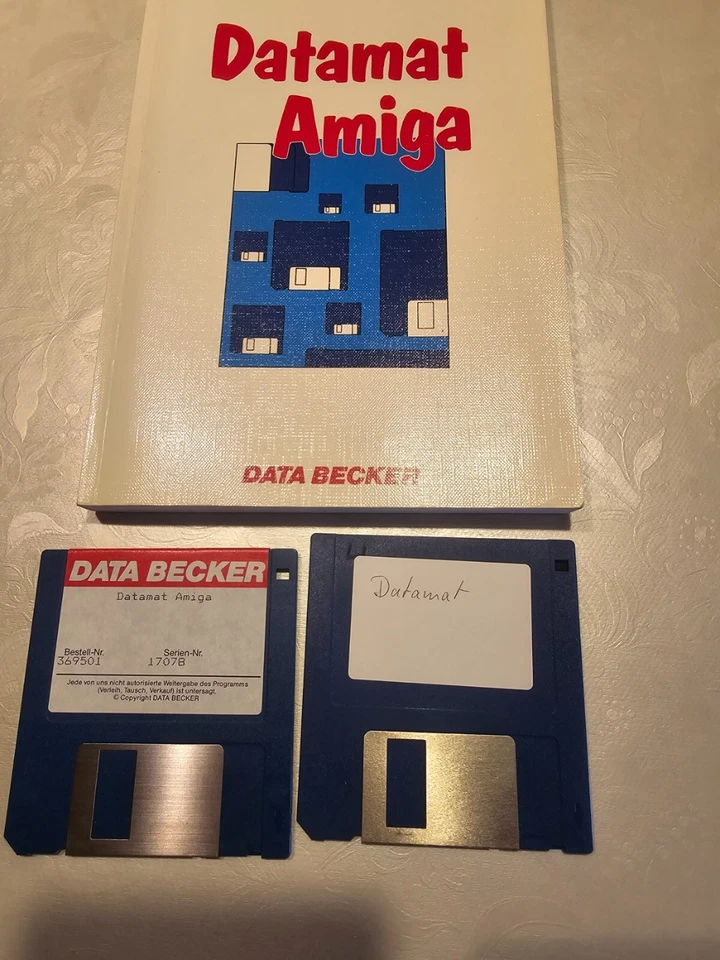 Datamat
Amiga
DATA BECKER
DATA BECKER
Datamat Amiga
Bestell-Nr. Serien-Nr.
369501 17078
Jede von uns nicht autorisierte Weitergabe des Programms
(Verleih, Tausch, Verkauf) ist untersagt.
© Copyright DATA BECKER
Datamat